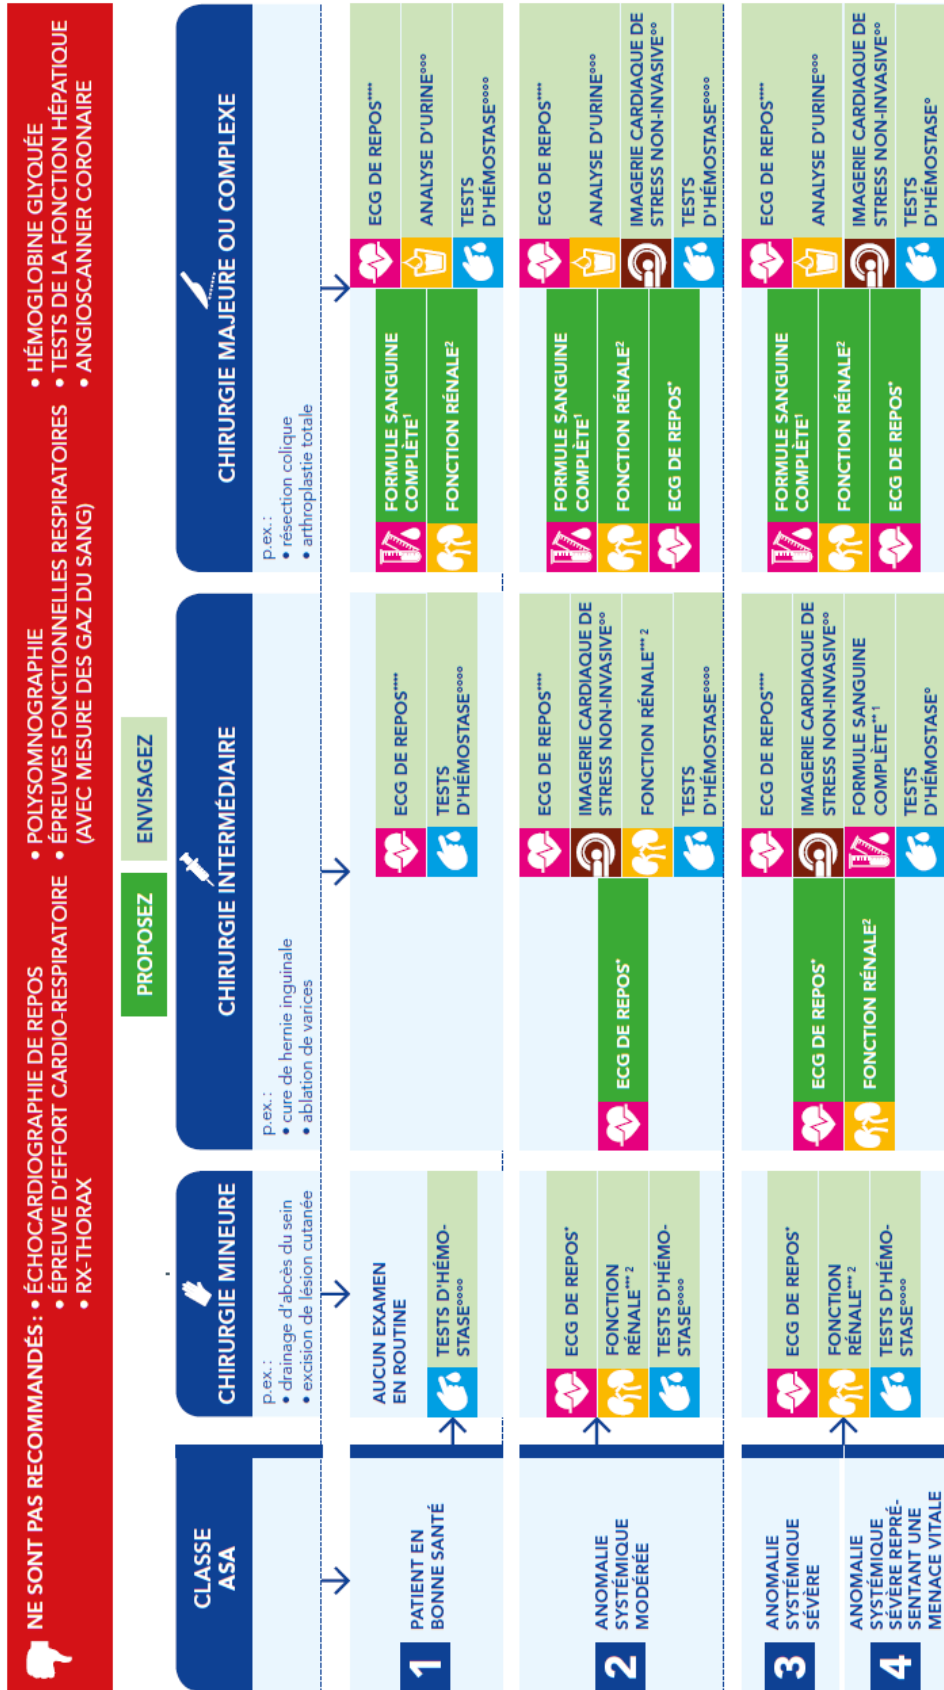 NE SONT PAS RECOMMANDÉS :
• ÉCHOCARDIOGRAPHIE DE REPOS
• ÉPREUVE D'EFFORT CARDIO-RESPIRATOIRE
• RX-THORAX
• POLYSOMNOGRAPHIE
• ÉPREUVES FONCTIONNELLES RESPIRATOIRES
(AVEC MESURE DES GAZ DU SANG)
• HÉMOGLOBINE GLYQUÉE
• TESTS DE LA FONCTION HÉPATIQUE
• ANGIOSCANNER CORONAIRE
PROPOSEZ
ENVISAGEZ
CLASSE
ASA
CHIRURGIE MINEURE
p.ex. :
• drainage d'abcès du sein
• excision de lésion cutanée
CHIRURGIE INTERMÉDIAIRE
p.ex. :
• cure de hernie inguinale
• ablation de varices
CHIRURGIE MAJEURE OU COMPLEXE
p.ex. :
• résection colique
• arthroplastie totale
1
PATIENT EN
BONNE SANTÉ
AUCUN EXAMEN
EN ROUTINE
TESTS D'HÉMO-
STASE°°°°
ECG DE REPOS****
TESTS
D'HÉMOSTASE°°°°
FORMULE SANGUINE
COMPLÈTE¹
FONCTION RÉNALE²
ECG DE REPOS****
ANALYSE D'URINE°°°
TESTS
D'HÉMOSTASE°°°°
2
ANOMALIE
SYSTÉMIQUE
MODÉRÉE
ECG DE REPOS*
FONCTION
RÉNALE*** ²
TESTS D'HÉMO-
STASE°°°°
ECG DE REPOS*
ECG DE REPOS****
IMAGERIE CARDIAQUE DE
STRESS NON-INVASIVE°°
FONCTION RÉNALE*** ²
TESTS
D'HÉMOSTASE°°°°
FORMULE SANGUINE
COMPLÈTE¹
FONCTION RÉNALE²
ECG DE REPOS*
ECG DE REPOS****
ANALYSE D'URINE°°°
IMAGERIE CARDIAQUE DE
STRESS NON-INVASIVE°°
TESTS
D'HÉMOSTASE°°°°
3
ANOMALIE
SYSTÉMIQUE
SÉVÈRE
4
ANOMALIE
SYSTÉMIQUE
SÉVÈRE REPRÉ-
SENTANT UNE
MENACE VITALE
ECG DE REPOS*
FONCTION
RÉNALE*** ²
TESTS D'HÉMO-
STASE°°°°
ECG DE REPOS*
FONCTION RÉNALE²
ECG DE REPOS****
IMAGERIE CARDIAQUE DE
STRESS NON-INVASIVE°°
FORMULE SANGUINE
COMPLÈTE** ¹
TESTS
D'HÉMOSTASE°
FORMULE SANGUINE
COMPLÈTE¹
FONCTION RÉNALE²
ECG DE REPOS*
ECG DE REPOS****
ANALYSE D'URINE°°°
IMAGERIE CARDIAQUE DE
STRESS NON-INVASIVE°°
TESTS
D'HÉMOSTASE°